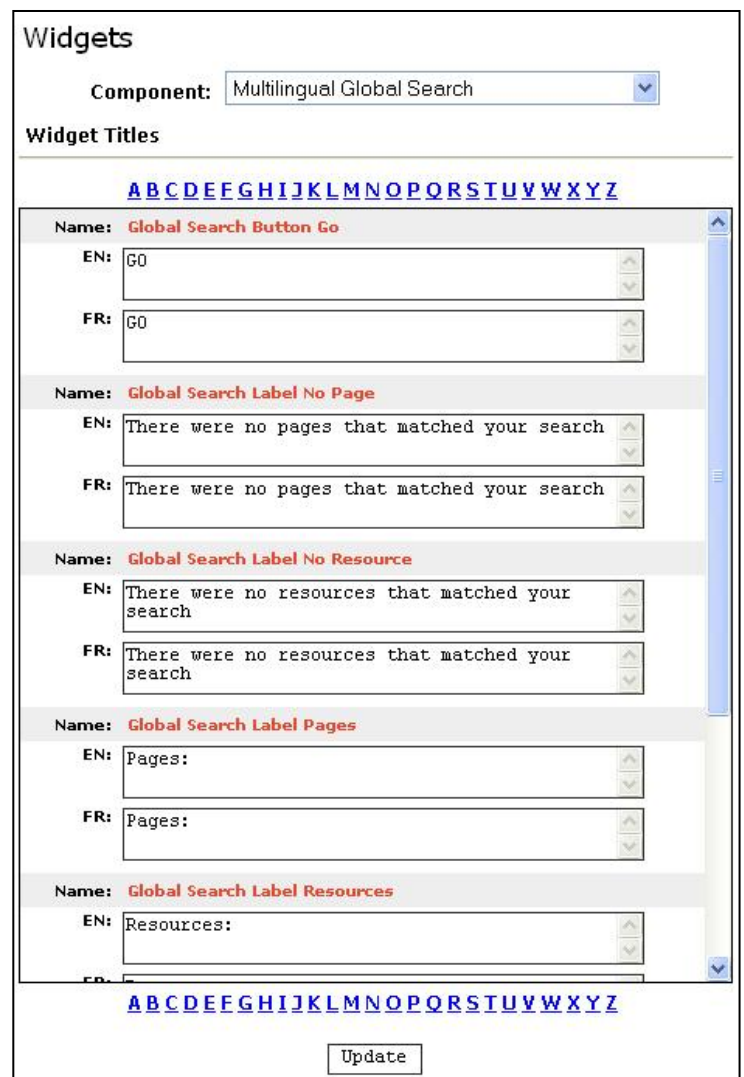 Widgets
Component: Multilingual Global Search
Widget Titles
A B C D E F G H I J K L M N O P Q R S T U V W X Y Z
Name: Global Search Button Go
EN: GO
FR: GO
Name: Global Search Label No Page
EN: There were no pages that matched your search
FR: There were no pages that matched your search
Name: Global Search Label No Resource
EN: There were no resources that matched your
search
FR: There were no resources that matched your
search
Name: Global Search Label Pages
EN: Pages:
FR: Pages:
Name: Global Search Label Resources
EN: Resources:
A B C D E F G H I J K L M N O P Q R S T U V W X Y Z
Update